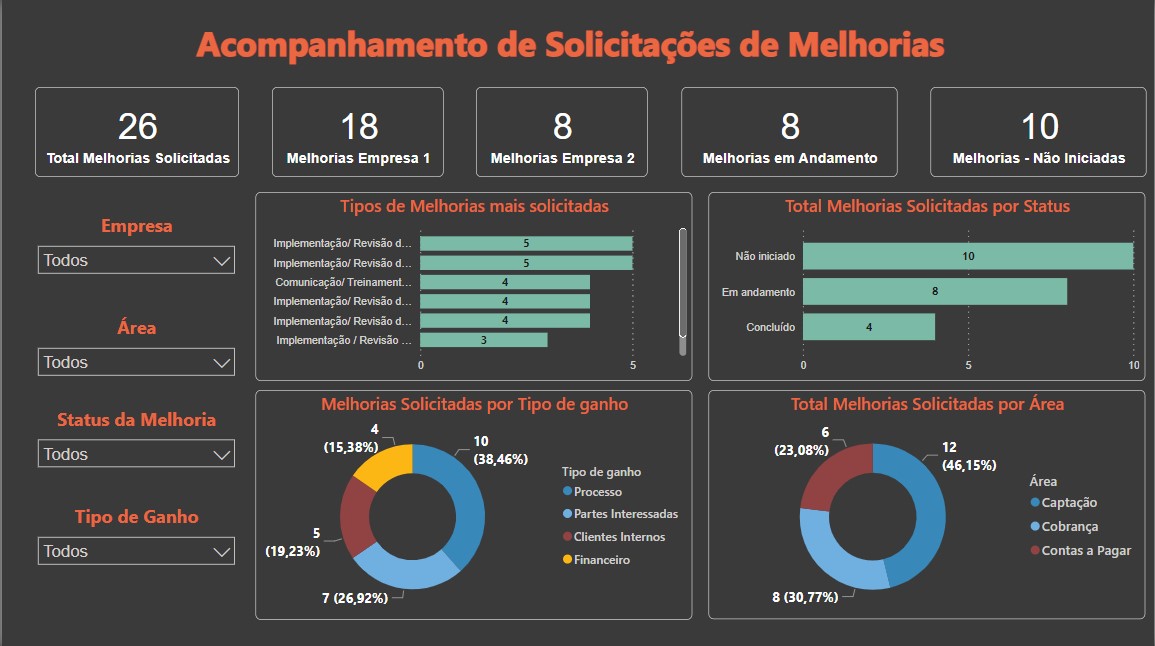 Acompanhamento de Solicitações de Melhorias
26
Total Melhorias Solicitadas
18
Melhorias Empresa 1
8
Melhorias Empresa 2
8
Melhorias em Andamento
10
Melhorias - Não Iniciadas
Empresa
Todos
Área
Todos
Status da Melhoria
Todos
Tipo de Ganho
Todos
Tipos de Melhorias mais solicitadas
Implementação/ Revisão d... 5
Implementação/ Revisão d... 5
Comunicação/ Treinament... 4
Implementação/ Revisão d... 4
Implementação/ Revisão d... 4
Implementação / Revisão ... 3
0 5
Total Melhorias Solicitadas por Status
Não iniciado 10
Em andamento 8
Concluído 4
0 5 10
Melhorias Solicitadas por Tipo de ganho
4
(15,38%)
10
(38,46%)
5
(19,23%)
7 (26,92%)
Tipo de ganho
Processo
Partes Interessadas
Clientes Internos
Financeiro
Total Melhorias Solicitadas por Área
6
(23,08%)
12
(46,15%)
8 (30,77%)
Área
Captação
Cobrança
Contas a Pagar